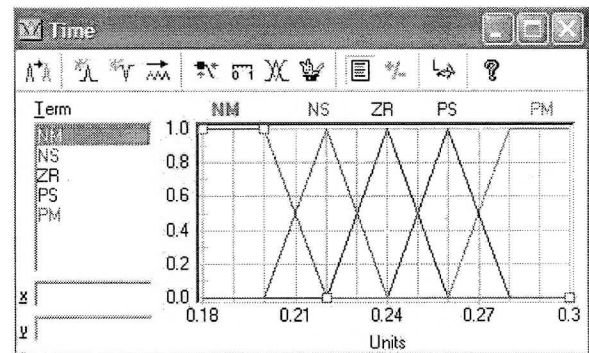 Time
Term
NM NS ZR PS PM
NM
NS
ZR
PS
PM
1.0
0.8
0.6
0.4
0.2
0.0
0.18 0.21 0.24 0.27 0.3
Units
x
y